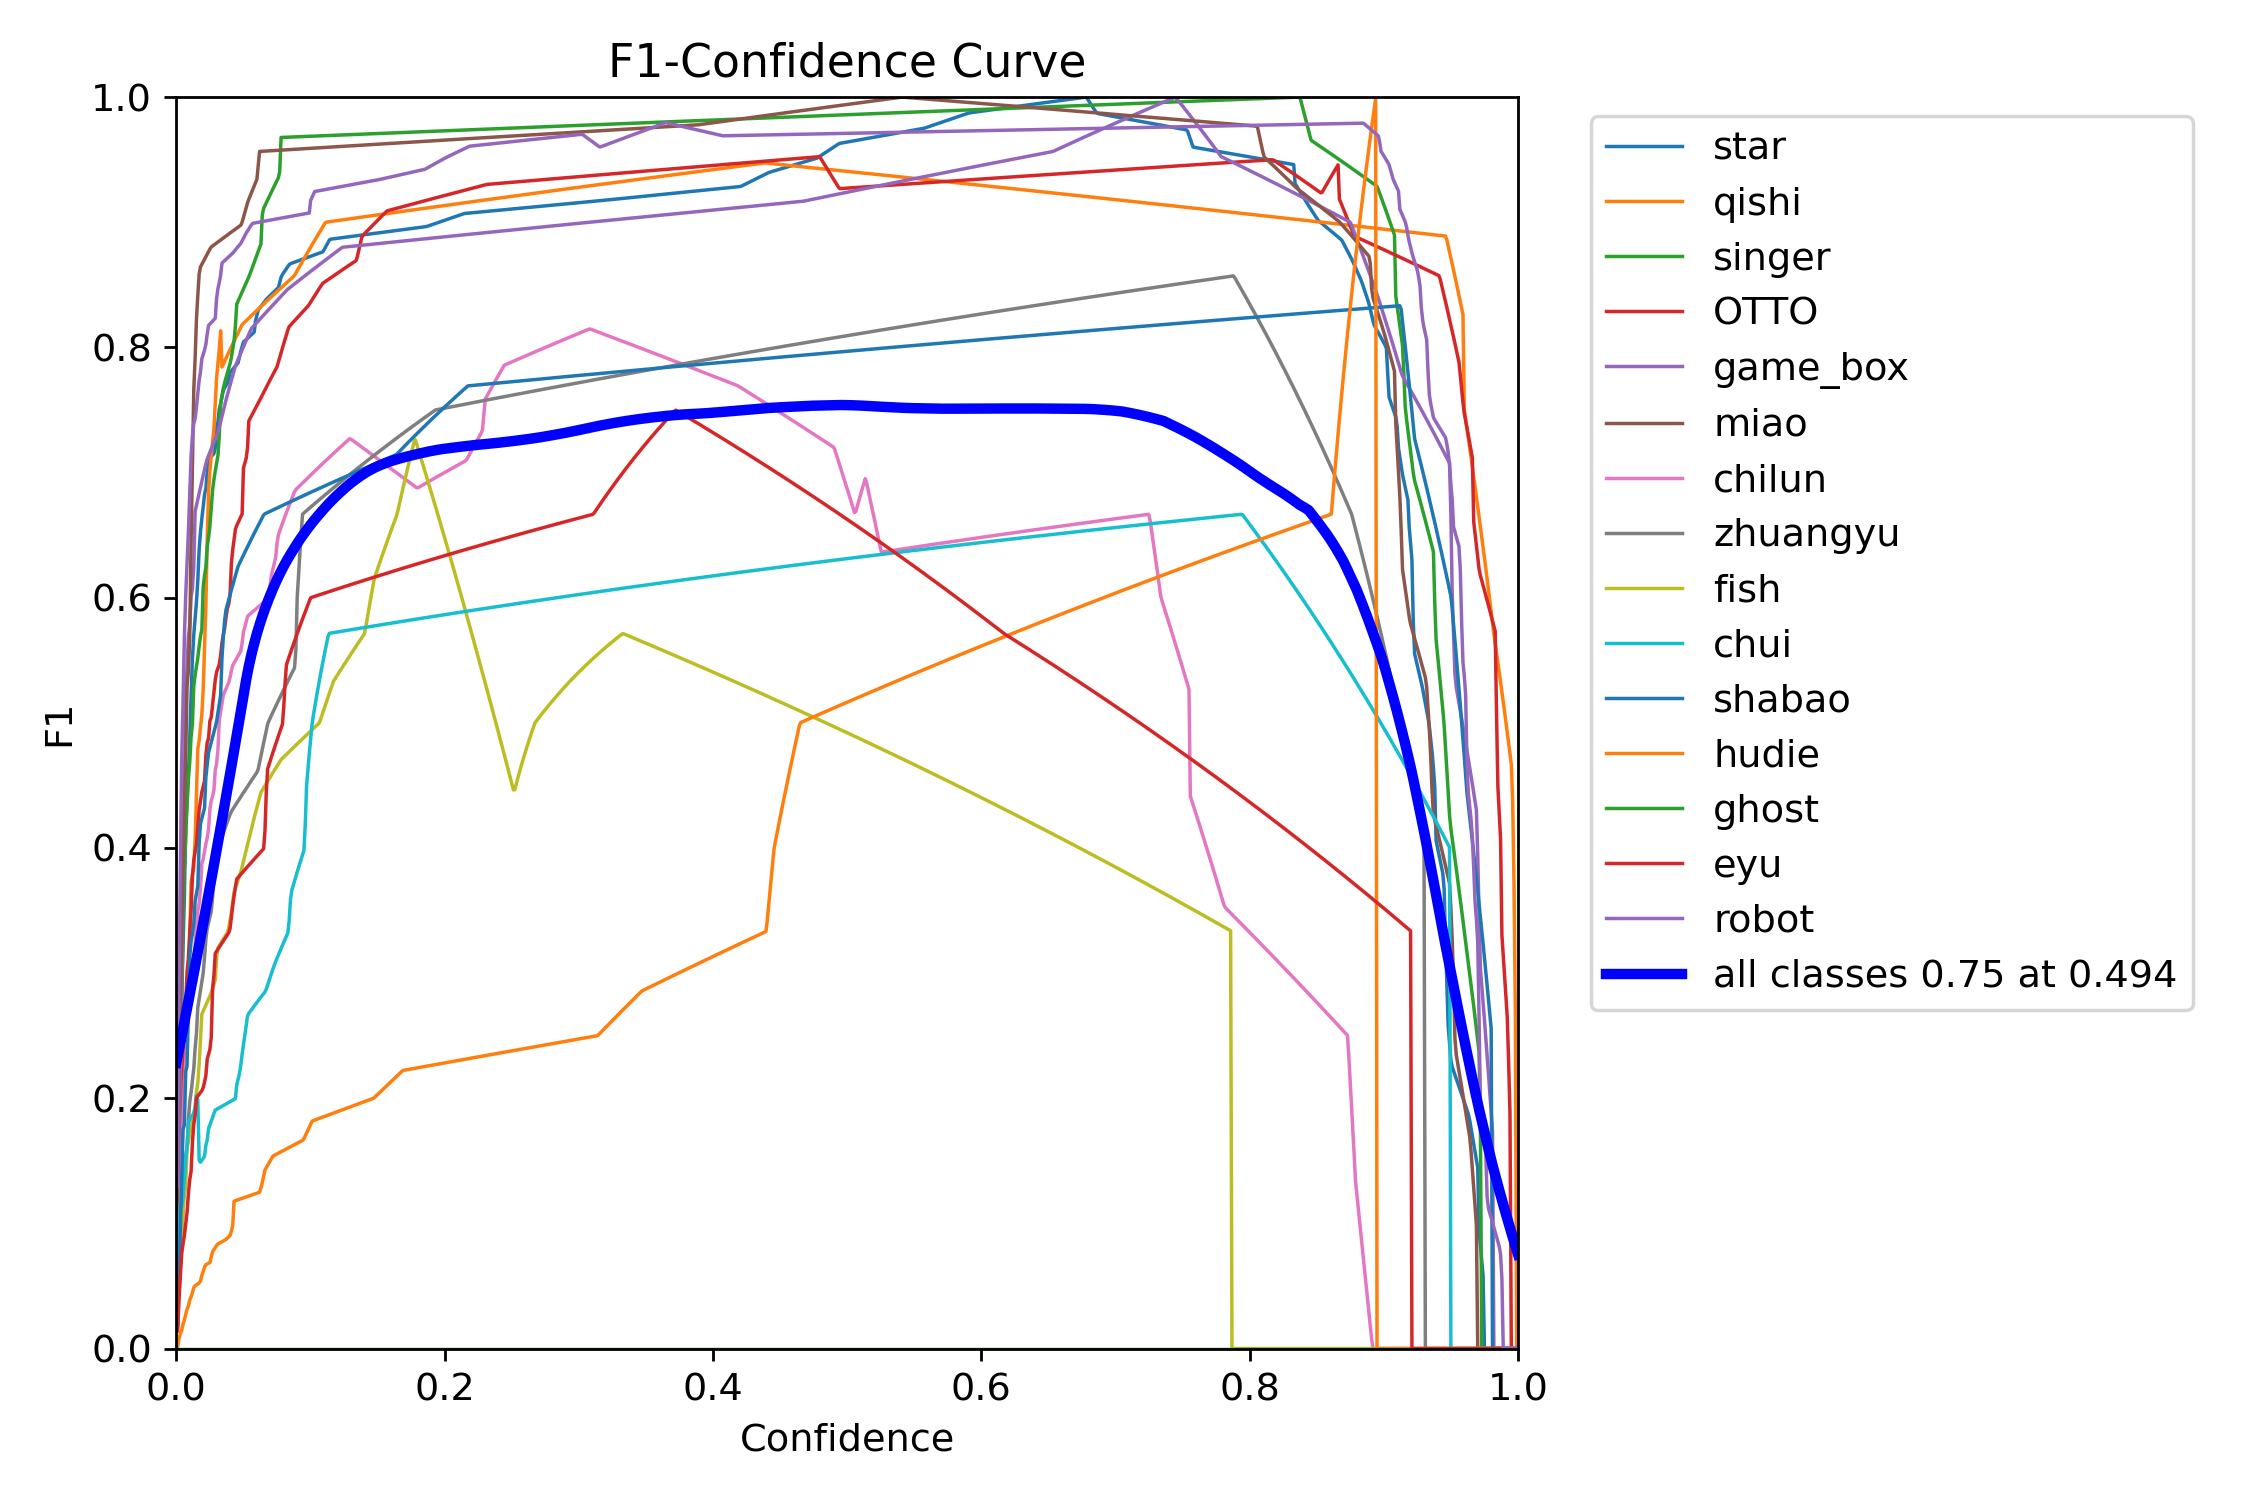 F1-Confidence Curve
1.0
0.8
0.6
0.4
0.2
0.0
F1
0.0 0.2 0.4 0.6 0.8 1.0
Confidence
star
qishi
singer
OTTO
game_box
miao
chilun
zhuangyu
fish
chui
shabao
hudie
ghost
eyu
robot
all classes 0.75 at 0.494